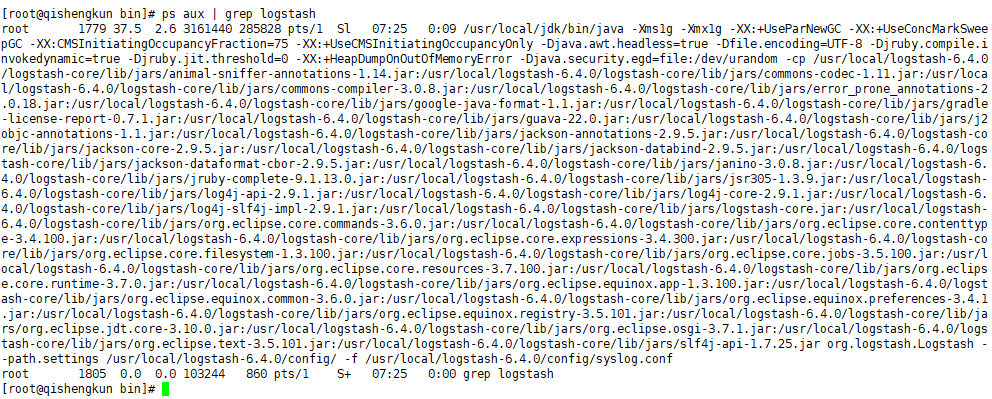 [root@qishengkun bin]# ps aux | grep logstash
root      1779 37.5  2.6 3161440 285828 pts/1  Sl   07:25   0:09 /usr/local/jdk/bin/java -Xms1g -Xmx1g -XX:+UseParNewGC -XX:+UseConcMarkSwee
pGC -XX:CMSInitiatingOccupancyFraction=75 -XX:+UseCMSInitiatingOccupancyOnly -Djava.awt.headless=true -Dfile.encoding=UTF-8 -Djruby.compile.i
nvokedynamic=true -Djruby.jit.threshold=0 -XX:+HeapDumpOnOutOfMemoryError -Djava.security.egd=file:/dev/urandom -cp /usr/local/logstash-6.4.0
/logstash-core/lib/jars/animal-sniffer-annotations-1.14.jar:/usr/local/logstash-6.4.0/logstash-core/lib/jars/commons-codec-1.11.jar:/usr/loca
l/logstash-6.4.0/logstash-core/lib/jars/commons-compiler-3.0.8.jar:/usr/local/logstash-6.4.0/logstash-core/lib/jars/error_prone_annotations-2
.0.18.jar:/usr/local/logstash-6.4.0/logstash-core/lib/jars/google-java-format-1.1.jar:/usr/local/logstash-6.4.0/logstash-core/lib/jars/gradle
-license-report-0.7.1.jar:/usr/local/logstash-6.4.0/logstash-core/lib/jars/guava-22.0.jar:/usr/local/logstash-6.4.0/logstash-core/lib/jars/j2
objc-annotations-1.1.jar:/usr/local/logstash-6.4.0/logstash-core/lib/jars/jackson-annotations-2.9.5.jar:/usr/local/logstash-6.4.0/logstash-co
re/lib/jars/jackson-core-2.9.5.jar:/usr/local/logstash-6.4.0/logstash-core/lib/jars/jackson-databind-2.9.5.jar:/usr/local/logstash-6.4.0/logs
tash-core/lib/jars/jackson-dataformat-cbor-2.9.5.jar:/usr/local/logstash-6.4.0/logstash-core/lib/jars/janino-3.0.8.jar:/usr/local/logstash-6.
4.0/logstash-core/lib/jars/jruby-complete-9.1.13.0.jar:/usr/local/logstash-6.4.0/logstash-core/lib/jars/jsr305-1.3.9.jar:/usr/local/logstash-
6.4.0/logstash-core/lib/jars/log4j-api-2.9.1.jar:/usr/local/logstash-6.4.0/logstash-core/lib/jars/log4j-core-2.9.1.jar:/usr/local/logstash-6.
4.0/logstash-core/lib/jars/log4j-slf4j-impl-2.9.1.jar:/usr/local/logstash-6.4.0/logstash-core/lib/jars/org.eclipse.core.commands-3.6.0.jar:/usr/local/logstash-6.4.0/logstash-core/lib/jars/org.eclipse.core.contenttyp
e-3.4.100.jar:/usr/local/logstash-6.4.0/logstash-core/lib/jars/org.eclipse.core.expressions-3.4.300.jar:/usr/local/logstash-6.4.0/logstash-co
re/lib/jars/org.eclipse.core.filesystem-1.3.100.jar:/usr/local/logstash-6.4.0/logstash-core/lib/jars/org.eclipse.core.jobs-3.5.100.jar:/usr/l
ocal/logstash-6.4.0/logstash-core/lib/jars/org.eclipse.core.resources-3.7.100.jar:/usr/local/logstash-6.4.0/logstash-core/lib/jars/org.eclips
e.core.runtime-3.7.0.jar:/usr/local/logstash-6.4.0/logstash-core/lib/jars/org.eclipse.equinox.app-1.3.100.jar:/usr/local/logstash-6.4.0/logst
ash-core/lib/jars/org.eclipse.equinox.common-3.6.0.jar:/usr/local/logstash-6.4.0/logstash-core/lib/jars/org.eclipse.equinox.preferences-3.4.1
.jar:/usr/local/logstash-6.4.0/logstash-core/lib/jars/org.eclipse.equinox.registry-3.5.101.jar:/usr/local/logstash-6.4.0/logstash-core/lib/ja
rs/org.eclipse.jdt.core-3.10.0.jar:/usr/local/logstash-6.4.0/logstash-core/lib/jars/org.eclipse.osgi-3.7.1.jar:/usr/local/logstash-6.4.0/logs
tash-core/lib/jars/org.eclipse.text-3.5.101.jar:/usr/local/logstash-6.4.0/logstash-core/lib/jars/slf4j-api-1.7.25.jar org.logstash.Logstash -
-path.settings /usr/local/logstash-6.4.0/config/ -f /usr/local/logstash-6.4.0/config/syslog.conf
root      1805  0.0  0.0 103244   860 pts/1    S+   07:25   0:00 grep logstash
[root@qishengkun bin]#